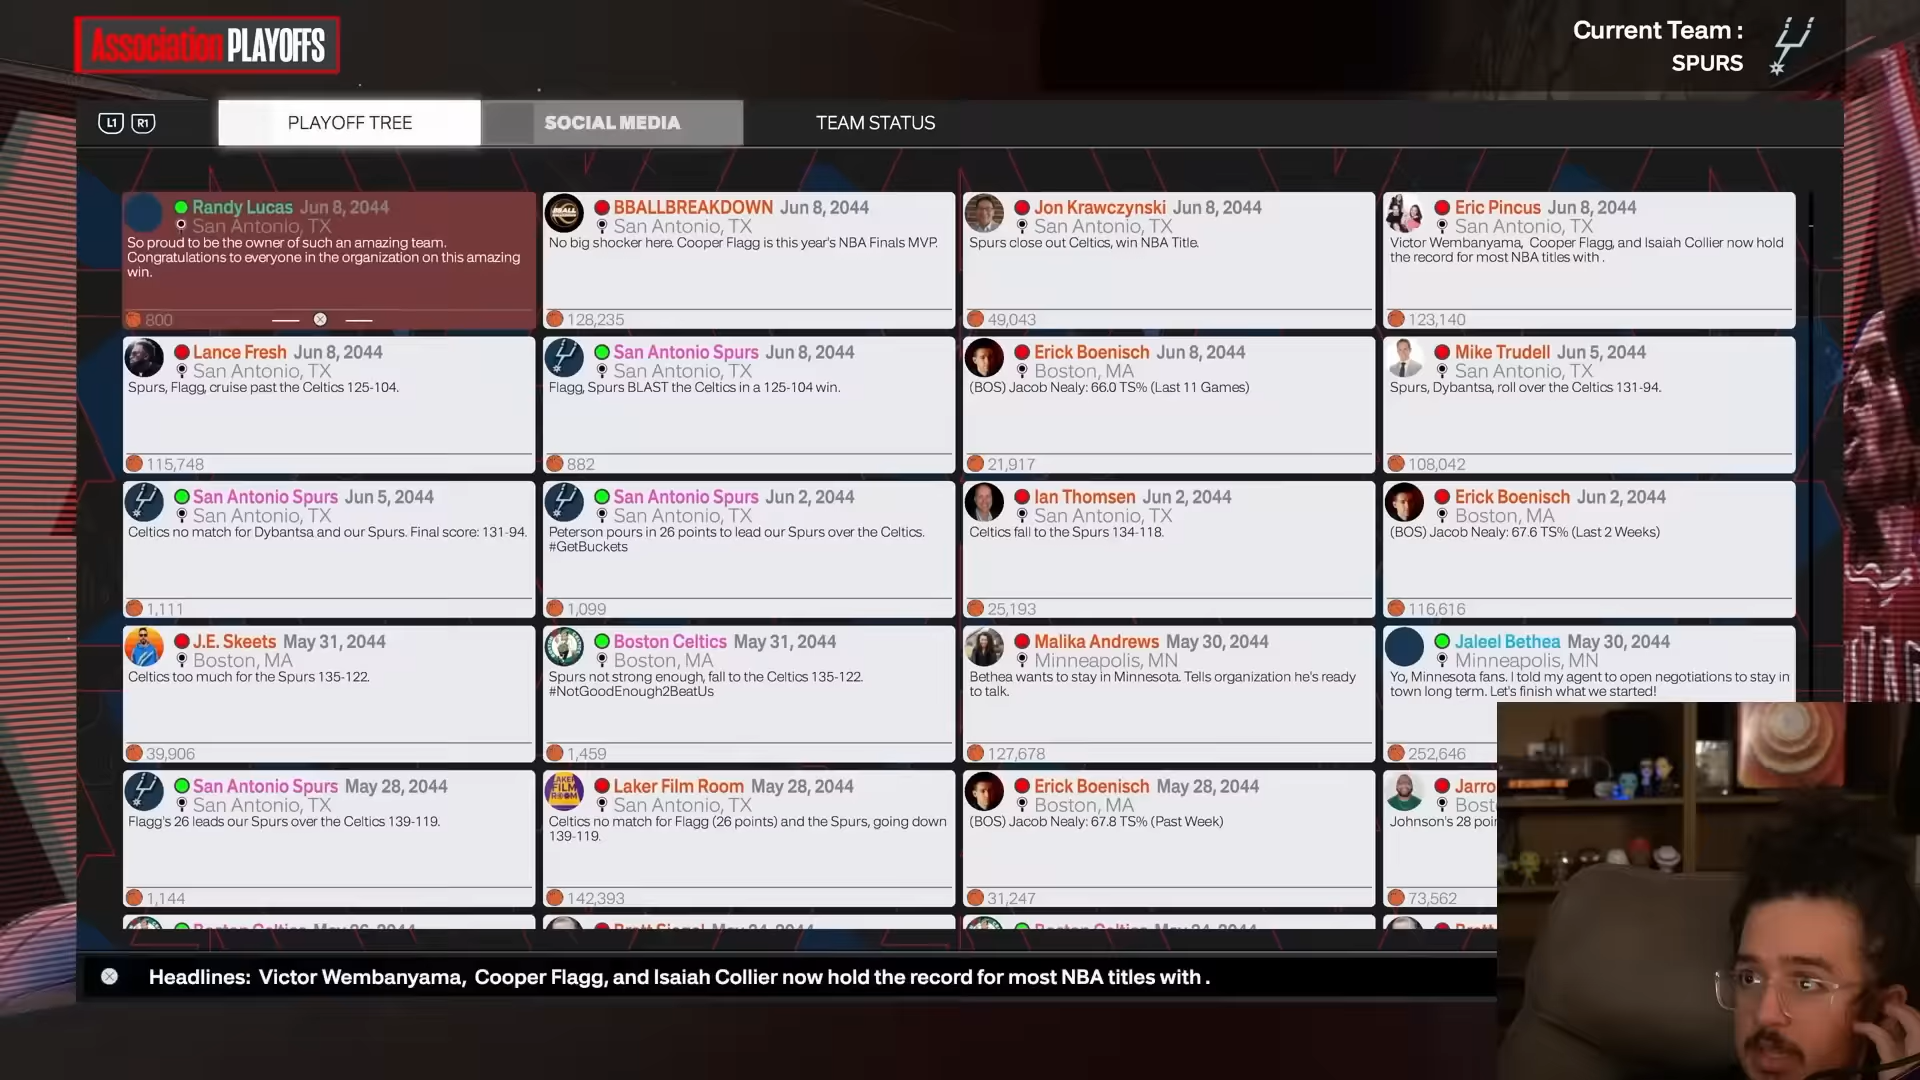 Association PLAYOFFS
Current Team :
SPURS
L1 R1
PLAYOFF TREE
SOCIAL MEDIA
TEAM STATUS
Randy Lucas Jun 8, 2044
San Antonio, TX
So proud to be the owner of such an amazing team.
Congratulations to everyone in the organization on this amazing
win.
800
BBALLBREAKDOWN Jun 8, 2044
San Antonio, TX
No big shocker here. Cooper Flagg is this year's NBA Finals MVP.
128,235
Jon Krawczynski Jun 8, 2044
San Antonio, TX
Spurs close out Celtics, win NBA Title.
49,043
Eric Pincus Jun 8, 2044
San Antonio, TX
Victor Wembanyama, Cooper Flagg, and Isaiah Collier now hold
the record for most NBA titles with .
123,140
Lance Fresh Jun 8, 2044
San Antonio, TX
Spurs, Flagg, cruise past the Celtics 125-104.
115,748
San Antonio Spurs Jun 8, 2044
San Antonio, TX
Flagg, Spurs BLAST the Celtics in a 125-104 win.
882
Erick Boenisch Jun 8, 2044
Boston, MA
(BOS) Jacob Nealy: 66.0 TS% (Last 11 Games)
21,917
Mike Trudell Jun 5, 2044
San Antonio, TX
Spurs, Dybantsa, roll over the Celtics 131-94.
108,042
San Antonio Spurs Jun 5, 2044
San Antonio, TX
Celtics no match for Dybantsa and our Spurs. Final score: 131-94.
1,111
San Antonio Spurs Jun 2, 2044
San Antonio, TX
Peterson pours in 26 points to lead our Spurs over the Celtics.
#GetBuckets
1,099
Ian Thomsen Jun 2, 2044
San Antonio, TX
Celtics fall to the Spurs 134-118.
25,193
Erick Boenisch Jun 2, 2044
Boston, MA
(BOS) Jacob Nealy: 67.6 TS% (Last 2 Weeks)
116,616
J.E. Skeets May 31, 2044
Boston, MA
Celtics too much for the Spurs 135-122.
39,906
Boston Celtics May 31, 2044
Boston, MA
Spurs not strong enough, fall to the Celtics 135-122.
#NotGoodEnough2BeatUs
1,459
Malika Andrews May 30, 2044
Minneapolis, MN
Bethea wants to stay in Minnesota. Tells organization he's ready
to talk.
127,678
Jaleel Bethea May 30, 2044
Minneapolis, MN
Yo, Minnesota fans. I told my agent to open negotiations to stay in
town long term. Let's finish what we started!
252,646
San Antonio Spurs May 28, 2044
San Antonio, TX
Flagg's 26 leads our Spurs over the Celtics 139-119.
1,144
Laker Film Room May 28, 2044
San Antonio, TX
Celtics no match for Flagg (26 points) and the Spurs, going down
139-119.
142,393
Erick Boenisch May 28, 2044
Boston, MA
(BOS) Jacob Nealy: 67.8 TS% (Past Week)
31,247
Jarro
Bost
Johnson's 28 poin
73,562
Headlines: Victor Wembanyama, Cooper Flagg, and Isaiah Collier now hold the record for most NBA titles with .